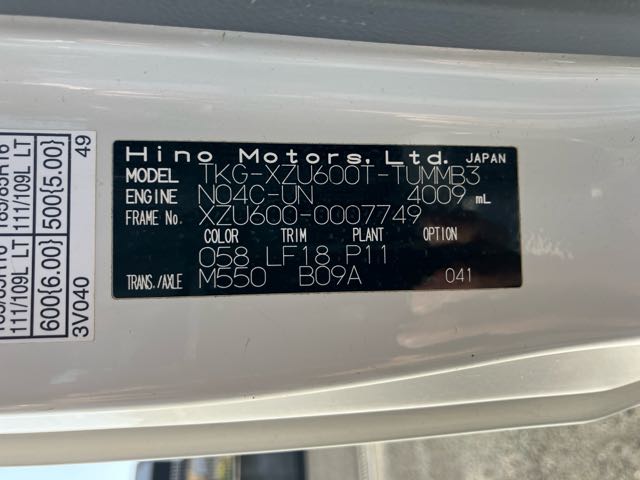 Hino Motors, Ltd. JAPAN
MODEL TKG-XZU600T-TUMMB3
ENGINE N04C-UN 4009 mL
FRAME No. XZU600-0007749
COLOR TRIM PLANT OPTION
058 LF18 P11
TRANS./AXLE M550 B09A 041
111/109L LT 111/109L LT
600{6.00} 500{5.00}
3V040 49